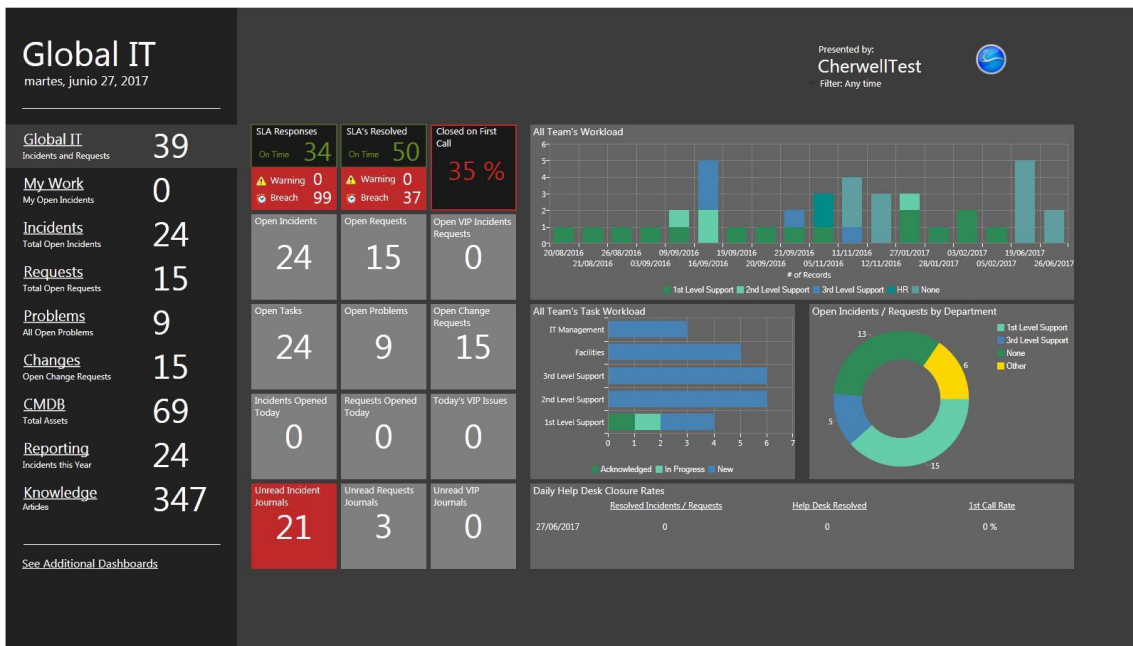 Global IT
martes, junio 27, 2017
Presented by:
CherwellTest
Filter: Any time
Global IT 39
Incidents and Requests
My Work 0
My Open Incidents
Incidents 24
Total Open Incidents
Requests 15
Total Open Requests
Problems 9
All Open Problems
Changes 15
Open Change Requests
CMDB 69
Total Assets
Reporting 24
Incidents this Year
Knowledge 347
Articles
See Additional Dashboards
SLA Responses
On Time 34
Warning 0
Breach 99
SLA's Resolved
On Time 50
Warning 0
Breach 37
Closed on First
Call
35 %
Open Incidents
24
Open Requests
15
Open VIP Incidents
Requests
0
Open Tasks
24
Open Problems
9
Open Change
Requests
15
Incidents Opened
Today
0
Requests Opened
Today
0
Today's VIP Issues
0
Unread Incident
Journals
21
Unread Requests
Journals
3
Unread VIP
Journals
0
All Team's Workload
6
5
4
3
2
1
0
20/08/2016 26/08/2016 09/09/2016 19/09/2016 21/09/2016 11/11/2016 27/01/2017 03/02/2017 19/06/2017
21/08/2016 03/09/2016 16/09/2016 20/09/2016 05/11/2016 12/11/2016 28/01/2017 05/02/2017 26/06/2017
# of Records
1st Level Support 2nd Level Support 3rd Level Support HR None
All Team's Task Workload
IT Management
Facilities
3rd Level Support
2nd Level Support
1st Level Support
0 1 2 3 4 5 6 7
Acknowledged In Progress New
Open Incidents / Requests by Department
1st Level Support
3rd Level Support
None
Other
13
6
5
15
Daily Help Desk Closure Rates
Resolved Incidents / Requests Help Desk Resolved 1st Call Rate
27/06/2017 0 0 0 %